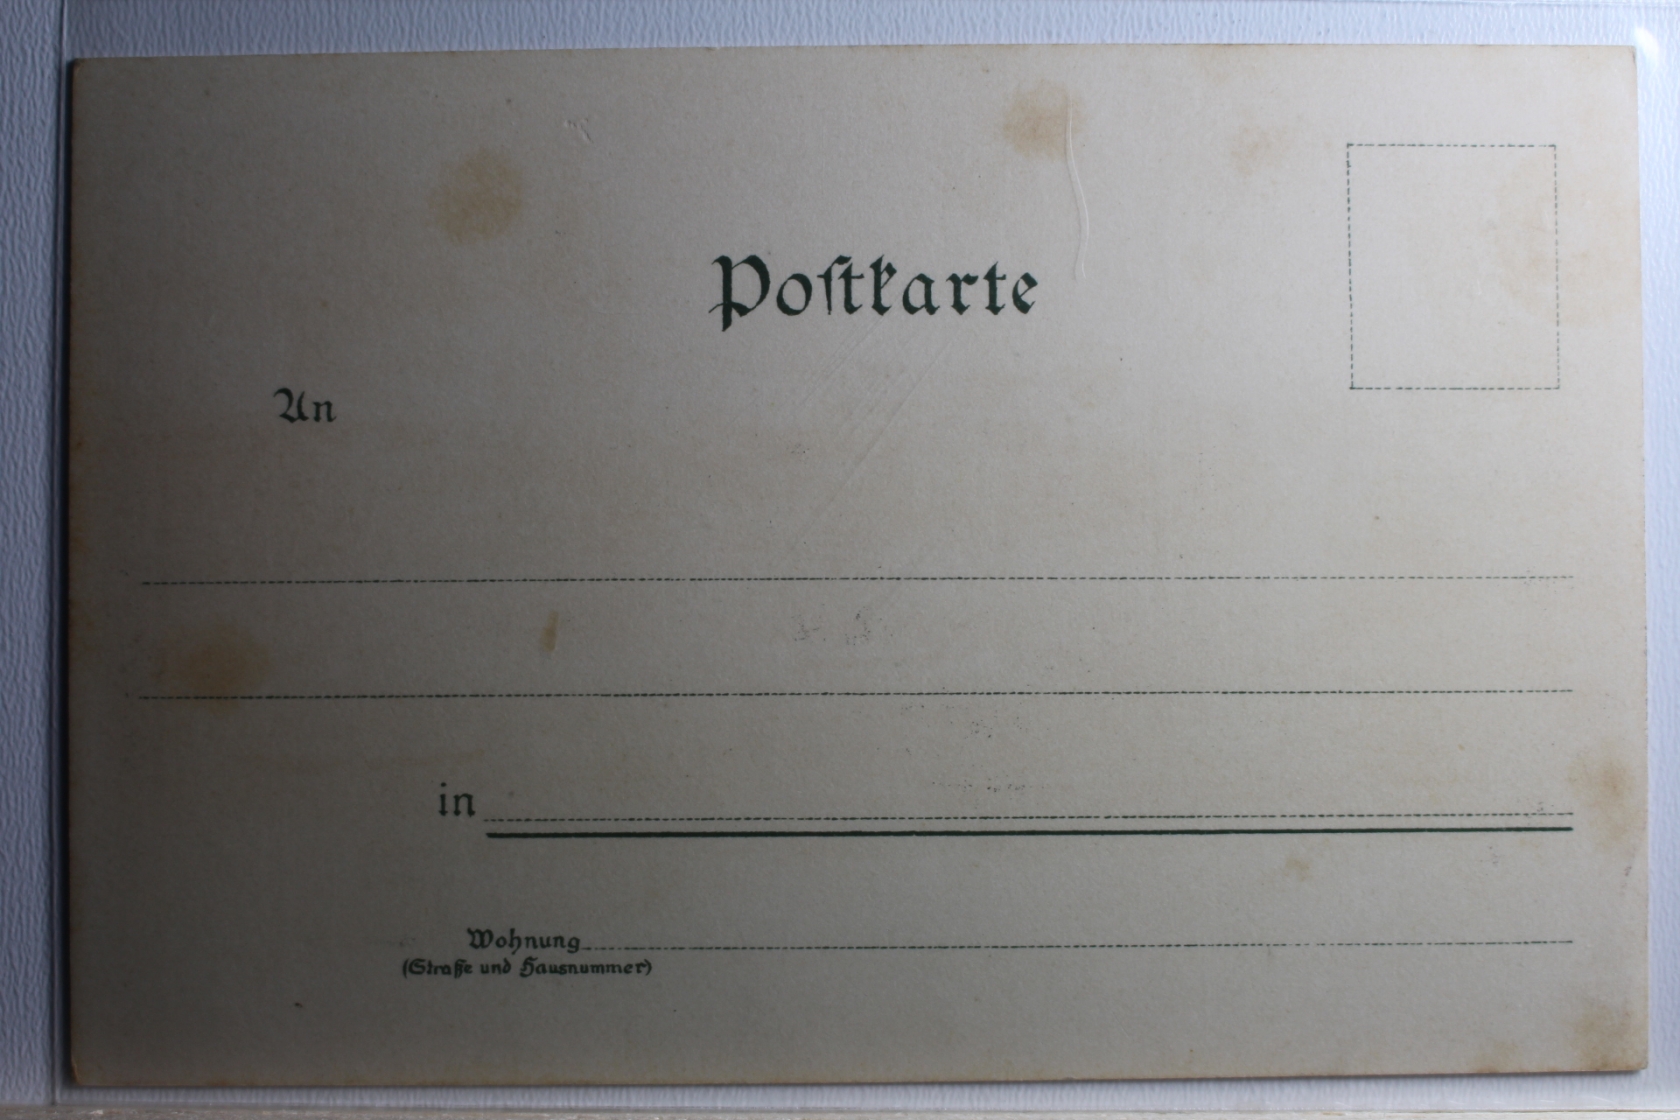 Poſtkarte
An
in
Wohnung
(Straße und Hausnummer)